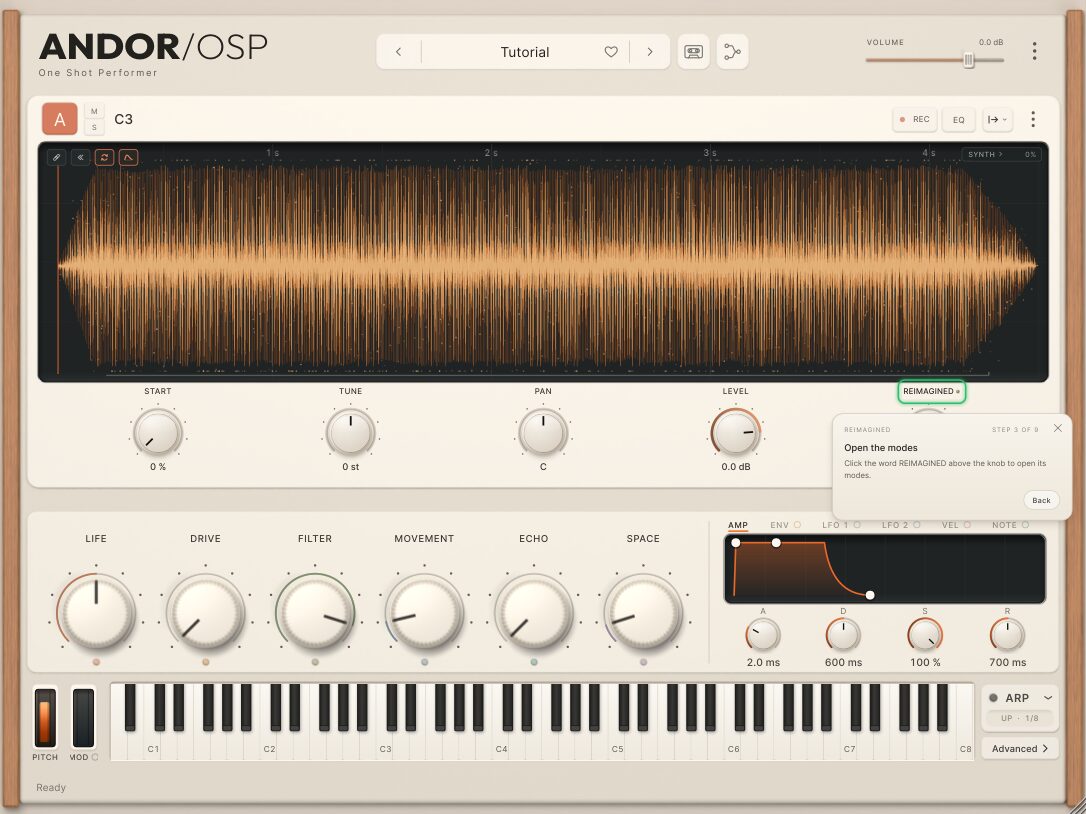 ANDOR/OSP
One Shot Performer
Tutorial
VOLUME 0.0 dB
A
M
S
C3
REC
EQ
1 s 2 s 3 s 4 s
SYNTH > 0%
START TUNE PAN LEVEL REIMAGINED
0 % 0 st C 0.0 dB
REIMAGINED STEP 3 OF 9
Open the modes
Click the word REIMAGINED above the knob to open its
modes.
Back
LIFE DRIVE FILTER MOVEMENT ECHO SPACE
AMP ENV LFO 1 LFO 2 VEL NOTE
A D S R
2.0 ms 600 ms 100 % 700 ms
PITCH MOD
C1 C2 C3 C4 C5 C6 C7 C8
ARP
UP · 1/8
Advanced >
Ready